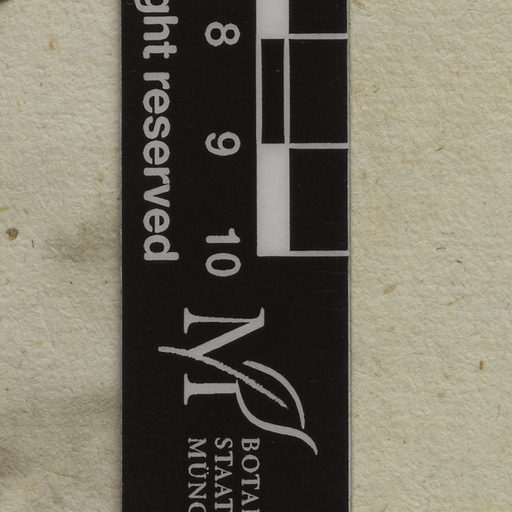 ght reserved
8 9 10
M
BOTA
STAAT
MÜNC